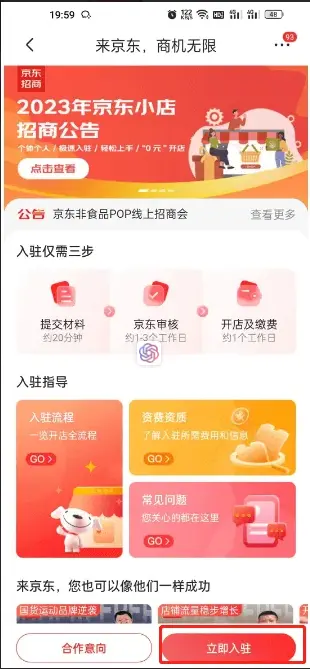 19:59
48
来京东，商机无限
93
京东
招商
2023年京东小店
招商公告
个体个人/极速入驻/轻松上手/“0元”开店
点击查看
公告 京东非食品POP线上招商会 查看更多
入驻仅需三步
提交材料 京东审核 开店及缴费
约20分钟 约1-3个工作日 约1个工作日
入驻指导
入驻流程
一览开店全流程
GO
资费资质
了解入驻所需费用和信息
GO
常见问题
您关心的都在这里
GO
来京东，您也可以像他们一样成功
国货运动品牌逆袭 店铺流量稳步增长
合作意向 立即入驻